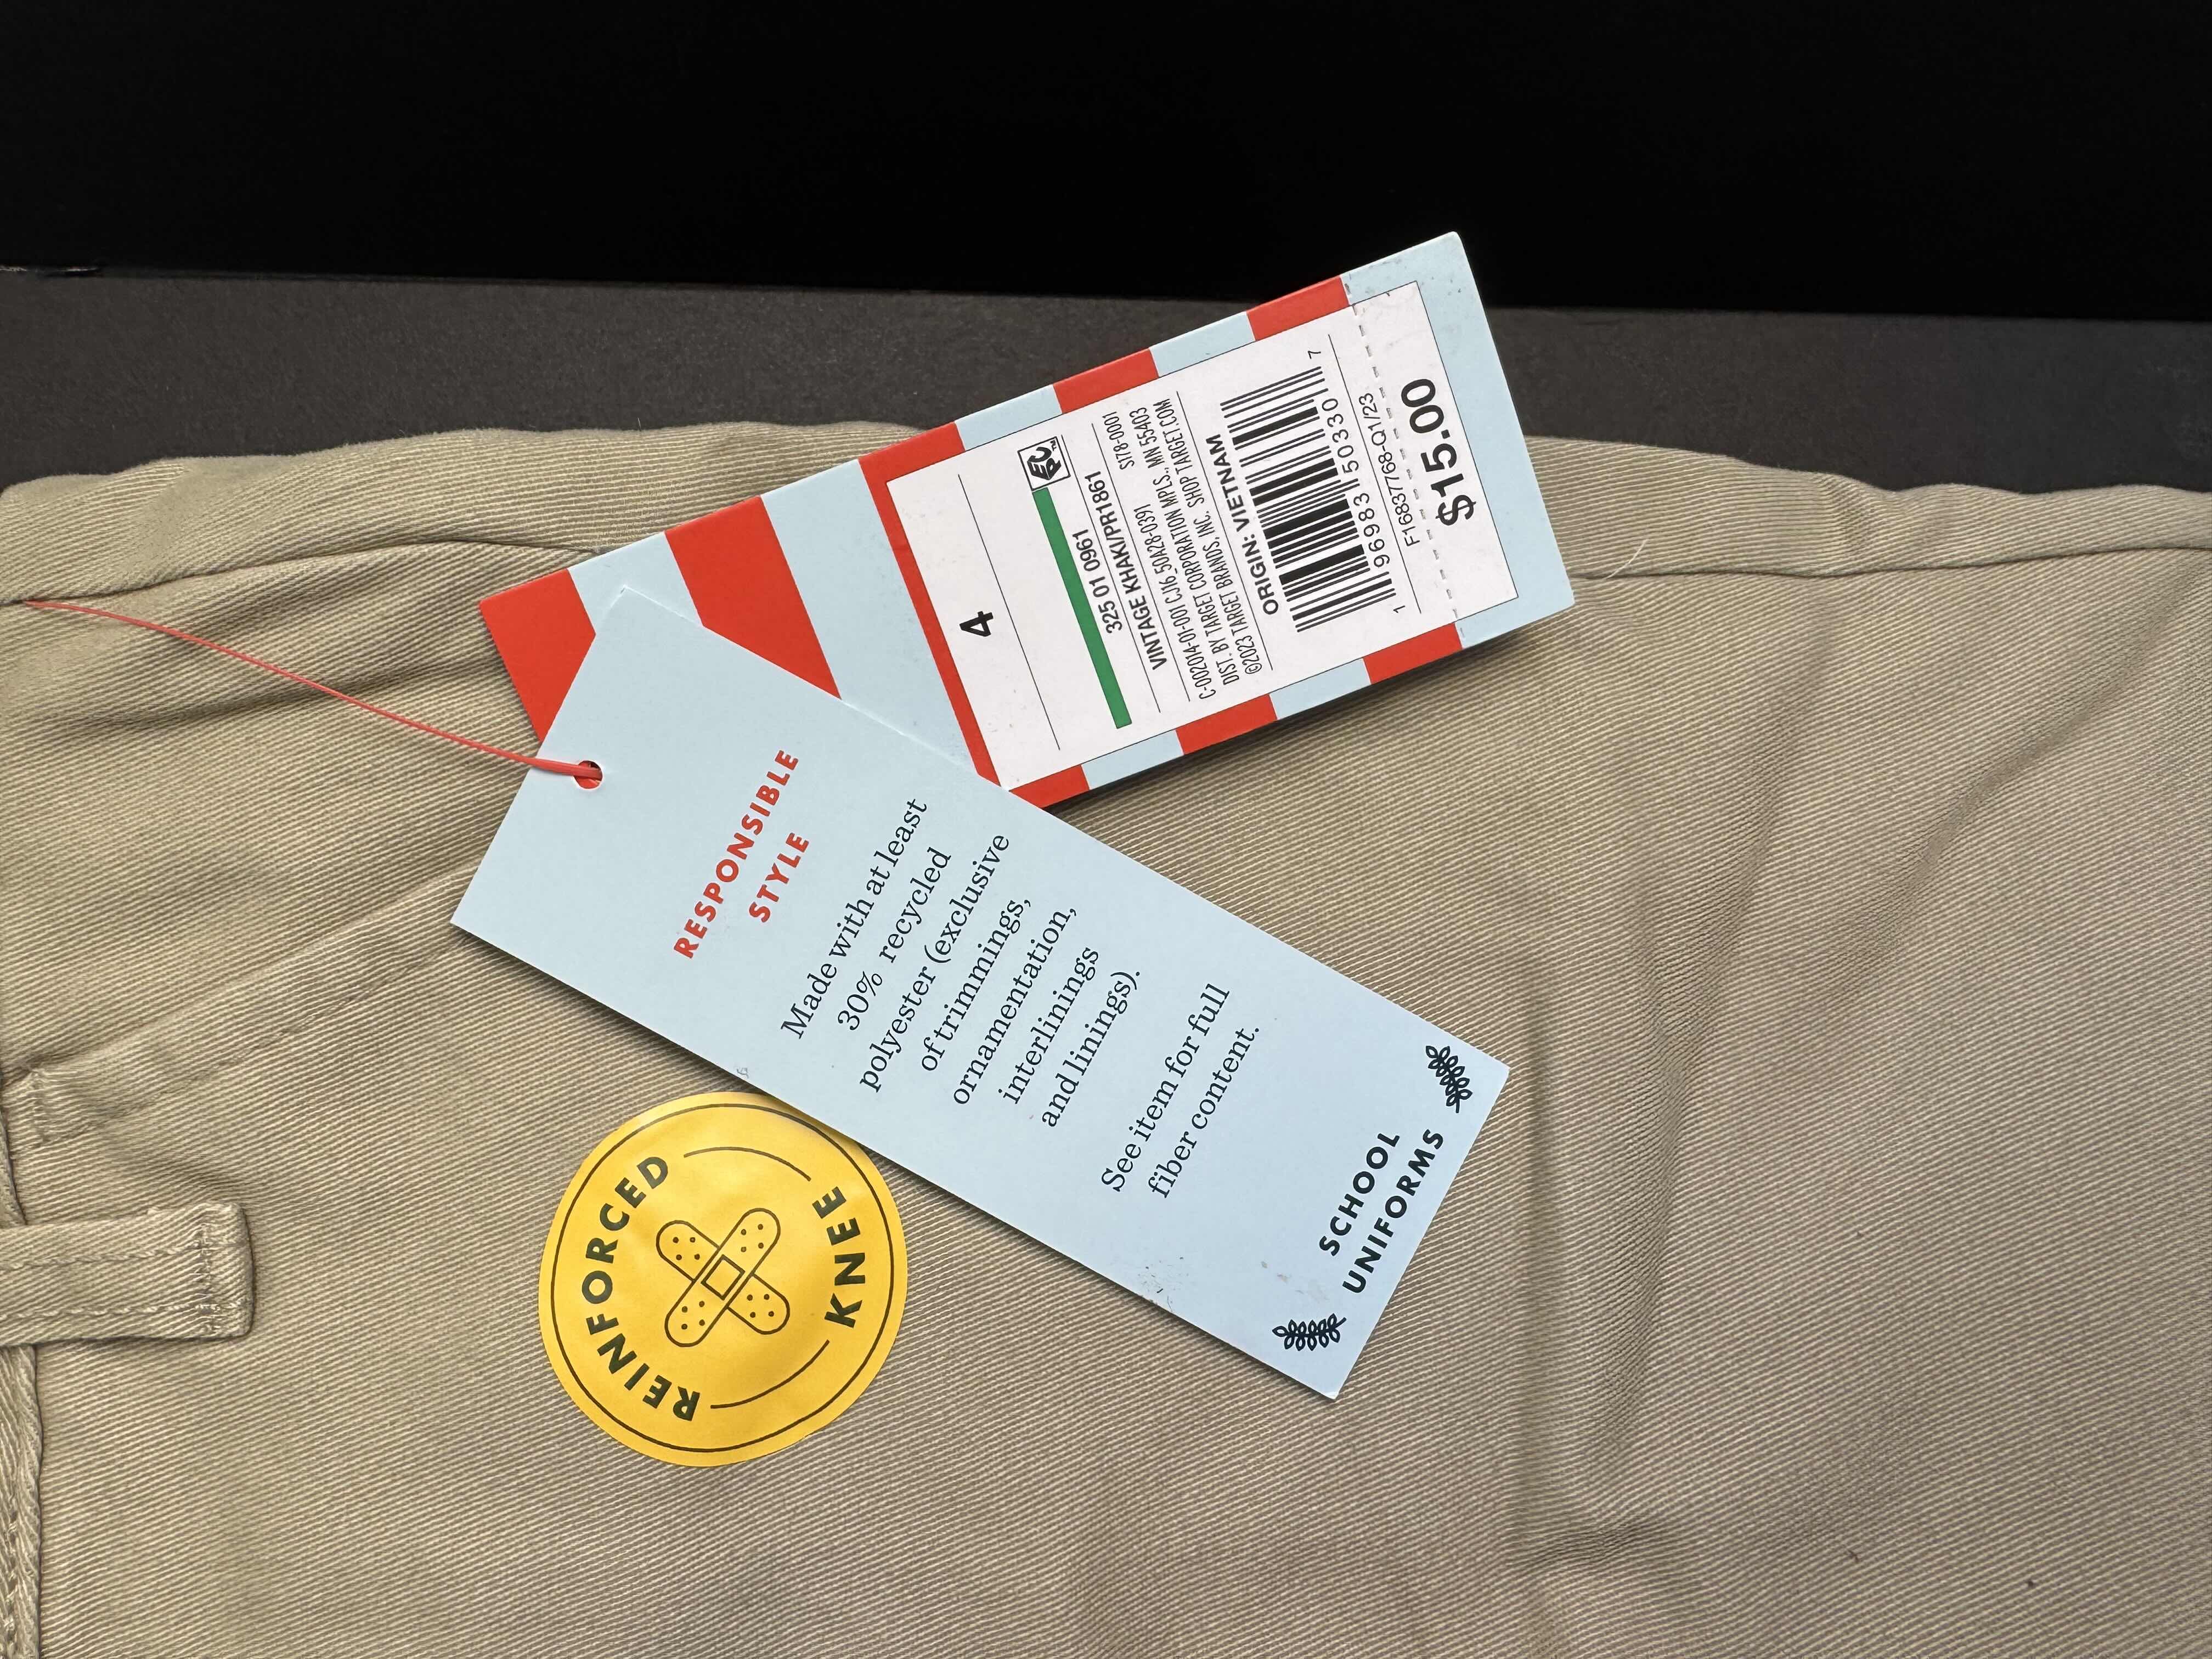 4
EPC
325 01 0961
VINTAGE KHAKI/PR1861
C-002014-01-001 CJ16 50A28-0391 S178-0001
DIST. BY TARGET CORPORATION MPLS., MN 55403
©2023 TARGET BRANDS, INC. SHOP TARGET.COM
ORIGIN: VIETNAM
1 96983 50330 7
F16837768-Q1/23
$15.00
RESPONSIBLE
STYLE
Made with at least
30% recycled
polyester (exclusive
of trimmings,
ornamentation,
interlinings
and linings).
See item for full
fiber content.
SCHOOL
UNIFORMS
REINFORCED
KNEE